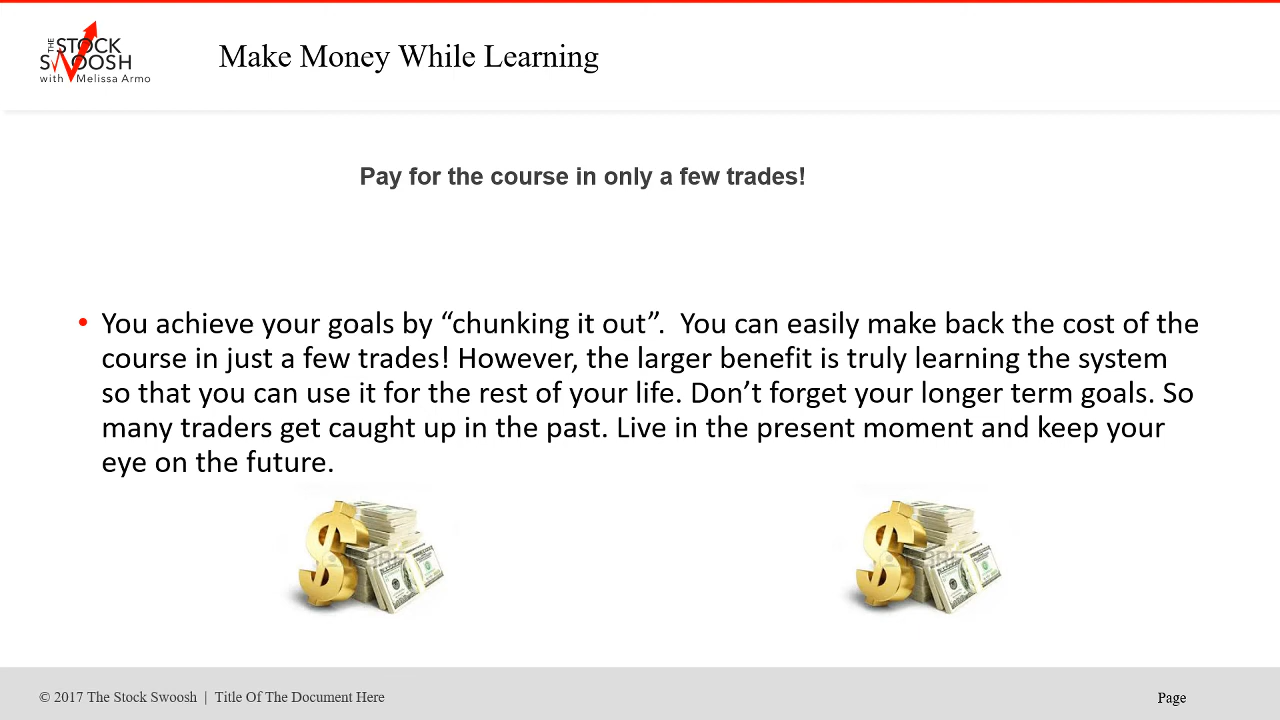 THE STOCK
SWOOSH
with Melissa Armo
Make Money While Learning
Pay for the course in only a few trades!
• You achieve your goals by “chunking it out”.  You can easily make back the cost of the
course in just a few trades! However, the larger benefit is truly learning the system
so that you can use it for the rest of your life. Don’t forget your longer term goals. So
many traders get caught up in the past. Live in the present moment and keep your
eye on the future.
© 2017 The Stock Swoosh | Title Of The Document Here
Page